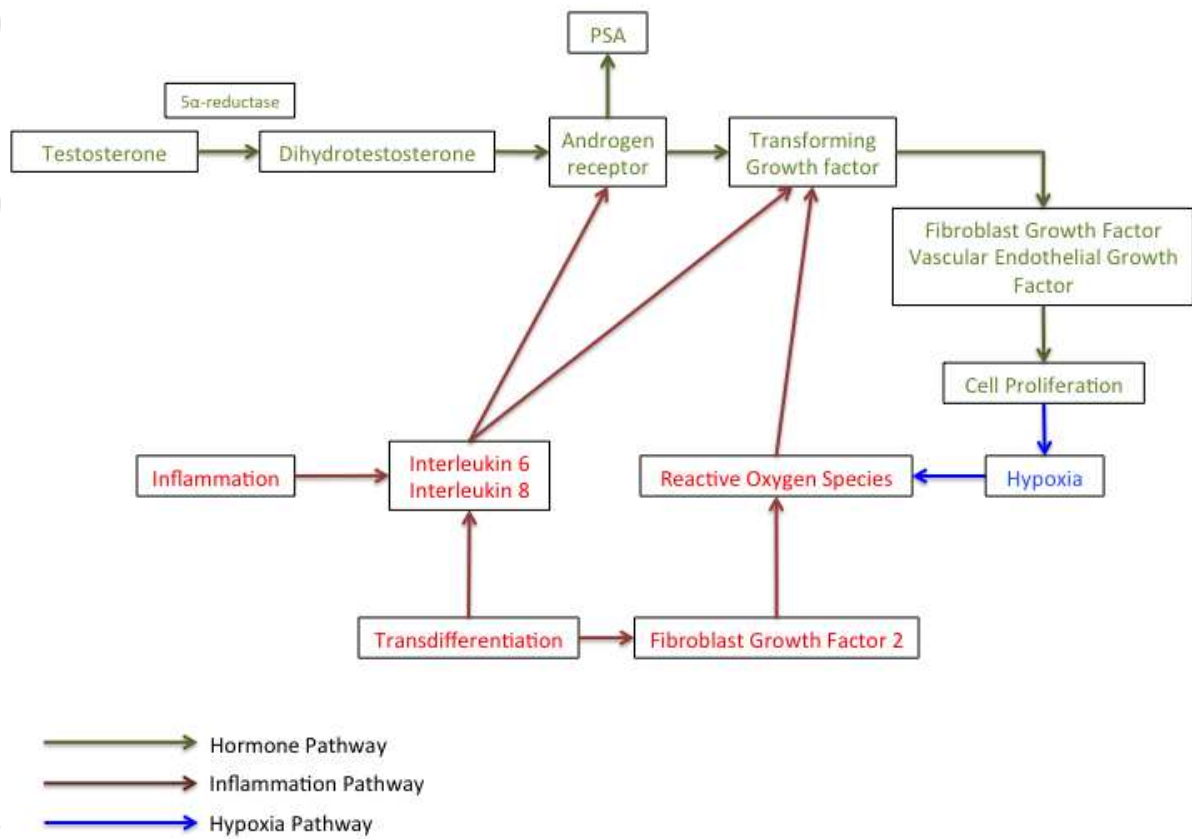 PSA
5α-reductase
Testosterone
Dihydrotestosterone
Androgen
receptor
Transforming
Growth factor
Fibroblast Growth Factor
Vascular Endothelial Growth
Factor
Cell Proliferation
Inflammation
Interleukin 6
Interleukin 8
Reactive Oxygen Species
Hypoxia
Transdifferentiation
Fibroblast Growth Factor 2
Hormone Pathway
Inflammation Pathway
Hypoxia Pathway